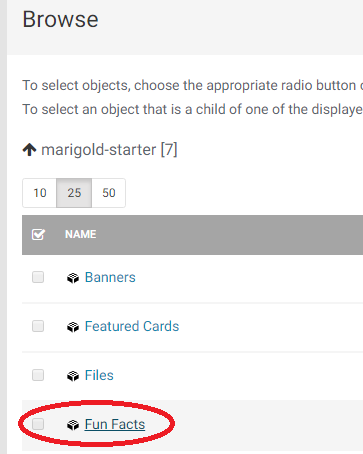 Browse
To select objects, choose the appropriate radio button
To select an object that is a child of one of the displaye
marigold-starter [7]
10 25 50
NAME
Banners
Featured Cards
Files
Fun Facts